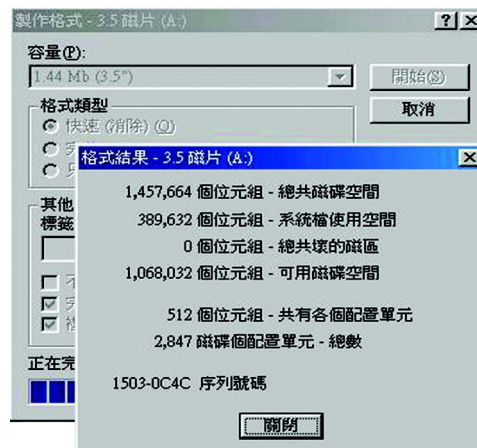 製作格式 - 3.5 磁片 (A:)
容量(P):
1.44 Mb (3.5")
開始(S)
取消
格式類型
快速 (消除) (Q)
格式結果 - 3.5 磁片 (A:)
1,457,664 個位元組 - 總共磁碟空間
389,632 個位元組 - 系統檔使用空間
0 個位元組 - 總共壞的磁區
1,068,032 個位元組 - 可用磁碟空間
512 個位元組 - 共有各個配置單元
2,847 磁碟個配置單元 - 總數
1503-0C4C 序列號碼
關閉
其他
標籤
正在完